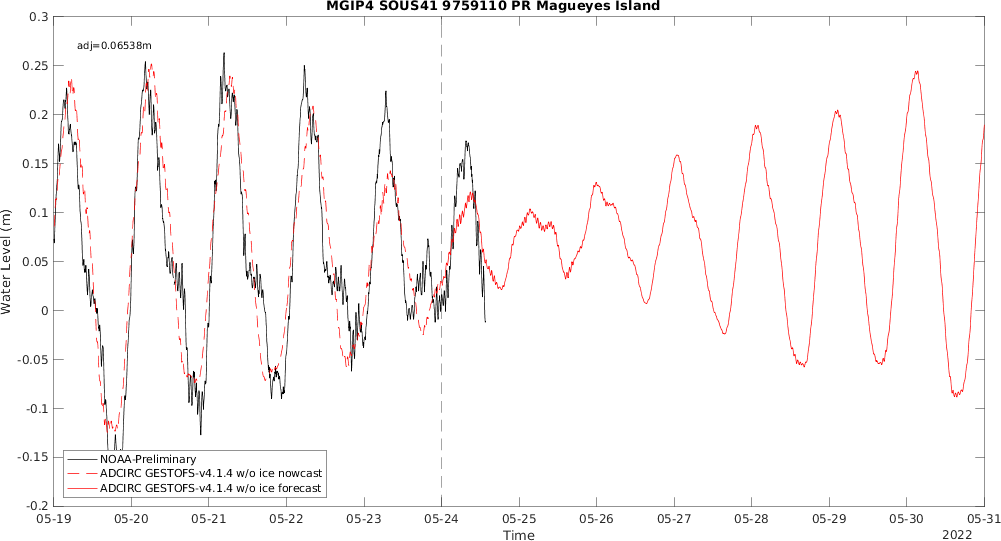 MGIP4 SOUS41 9759110 PR Magueyes Island
adj=0.06538m
0.3
0.25
0.2
0.15
0.1
0.05
0
-0.05
-0.1
-0.15
-0.2
Water Level (m)
NOAA-Preliminary
ADCIRC GESTOFS-v4.1.4 w/o ice nowcast
ADCIRC GESTOFS-v4.1.4 w/o ice forecast
05-19 05-20 05-21 05-22 05-23 05-24 05-25 05-26 05-27 05-28 05-29 05-30 05-31
Time
2022